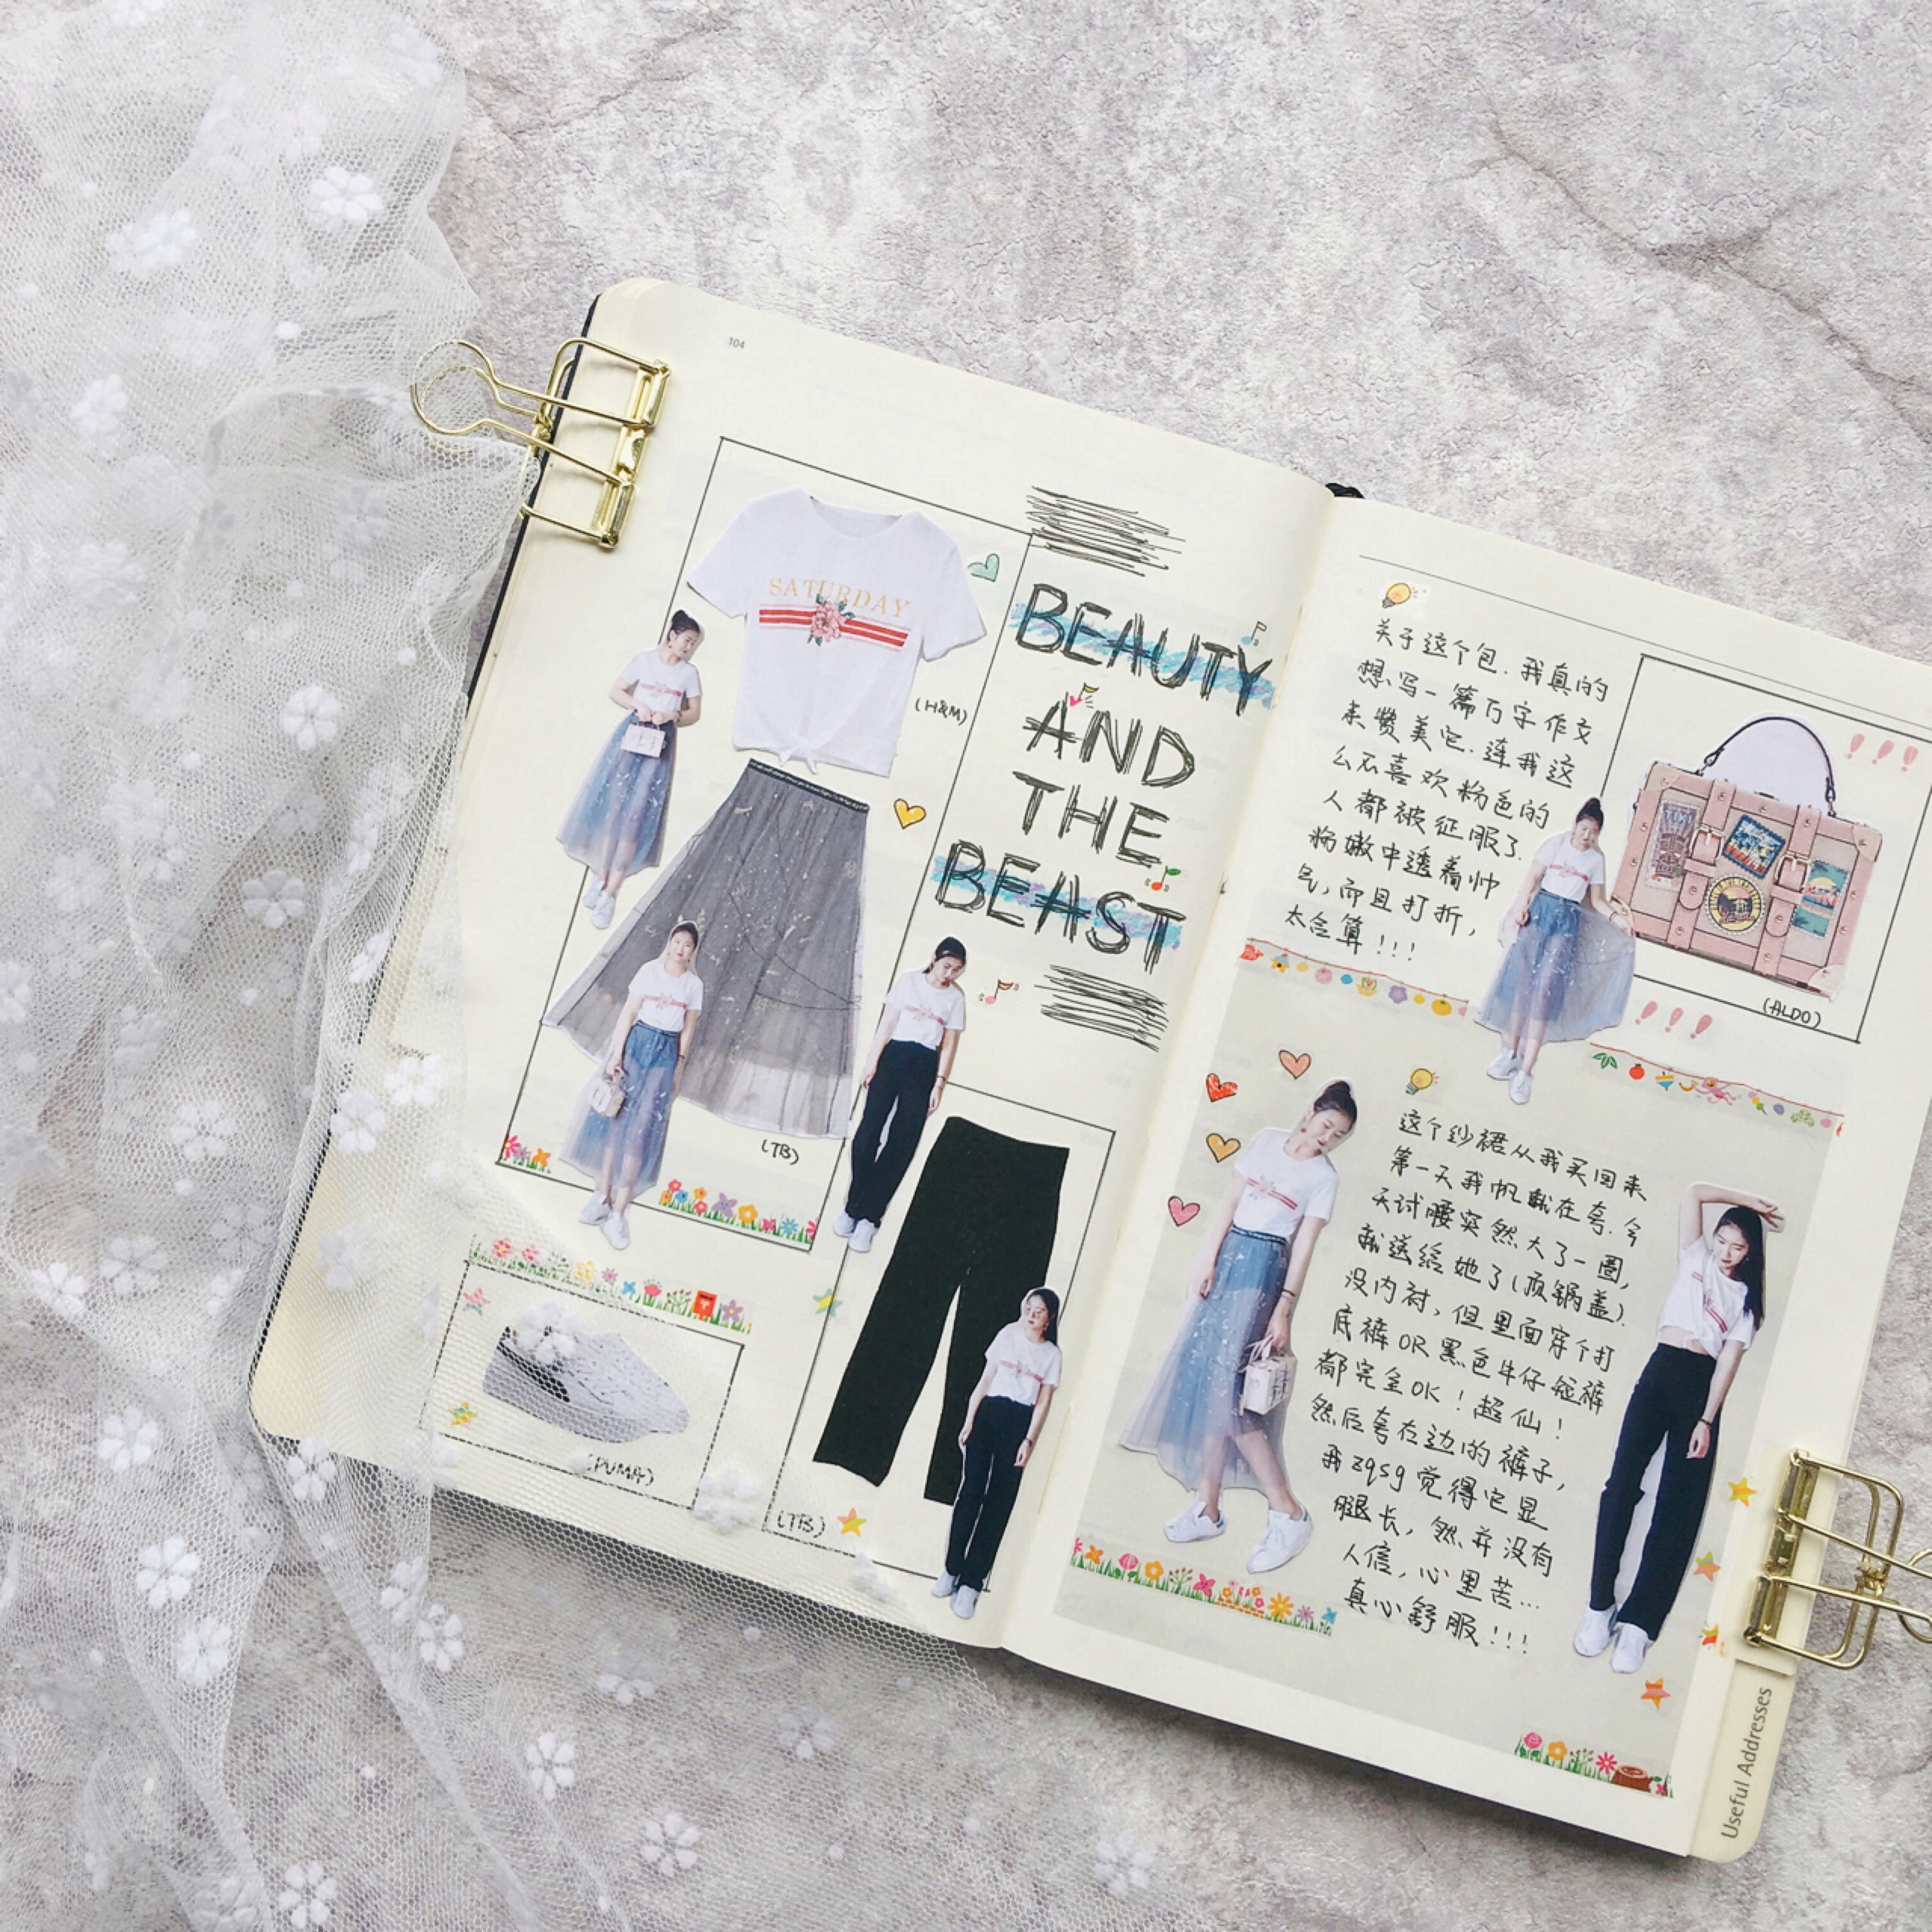 104
SATURDAY
(H&M)
(TB)
(PUMA)
(TB)
BEAUTY
AND
THE
BEAST
关于这个包.我真的
想写一篇万字作文
来赞美它.连我这
么不喜欢粉色的
人都被征服了.
粉嫩中透着帅
气,而且打折,
太合算!!!
(ALDO)
这个纱裙从我买回来
第一天我帆就在夸.今
天试腰突然大了一圈,
就送给她了(顶锅盖).
没内衬,但里面穿个打
底裤OR黑色牛仔短裤
都完全OK!超仙!
然后夸右边的裤子,
我zqsg觉得它显
腿长,然并没有
人信,心里苦...
真心舒服!!!
Useful Addresses